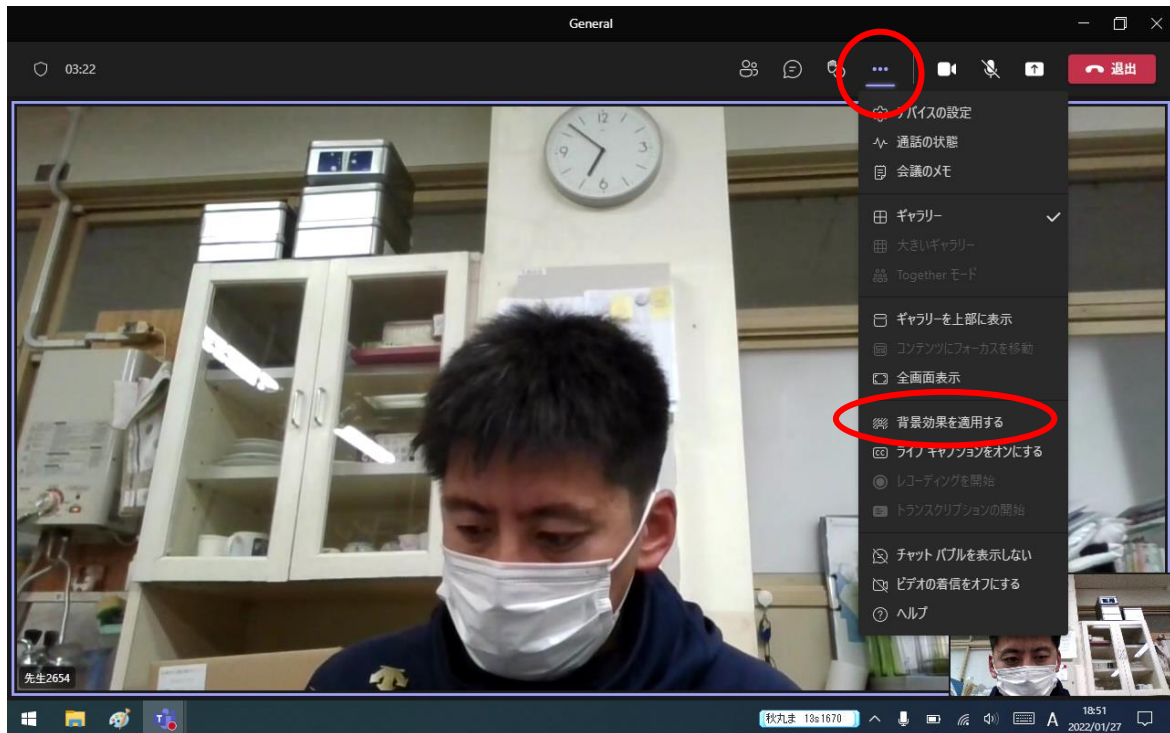 General
03:22
退出
デバイスの設定
通話の状態
会議のメモ
ギャラリー
大きいギャラリー
Together モード
ギャラリーを上部に表示
コンテンツにフォーカスを移動
全画面表示
背景効果を適用する
CC ライブ キャプションをオンにする
レコーディングを開始
トランスクリプションの開始
チャット バブルを表示しない
ビデオの着信をオフにする
ヘルプ
12
9 3
6
先生2654
秋丸ま 13s1670
A
18:51
2022/01/27